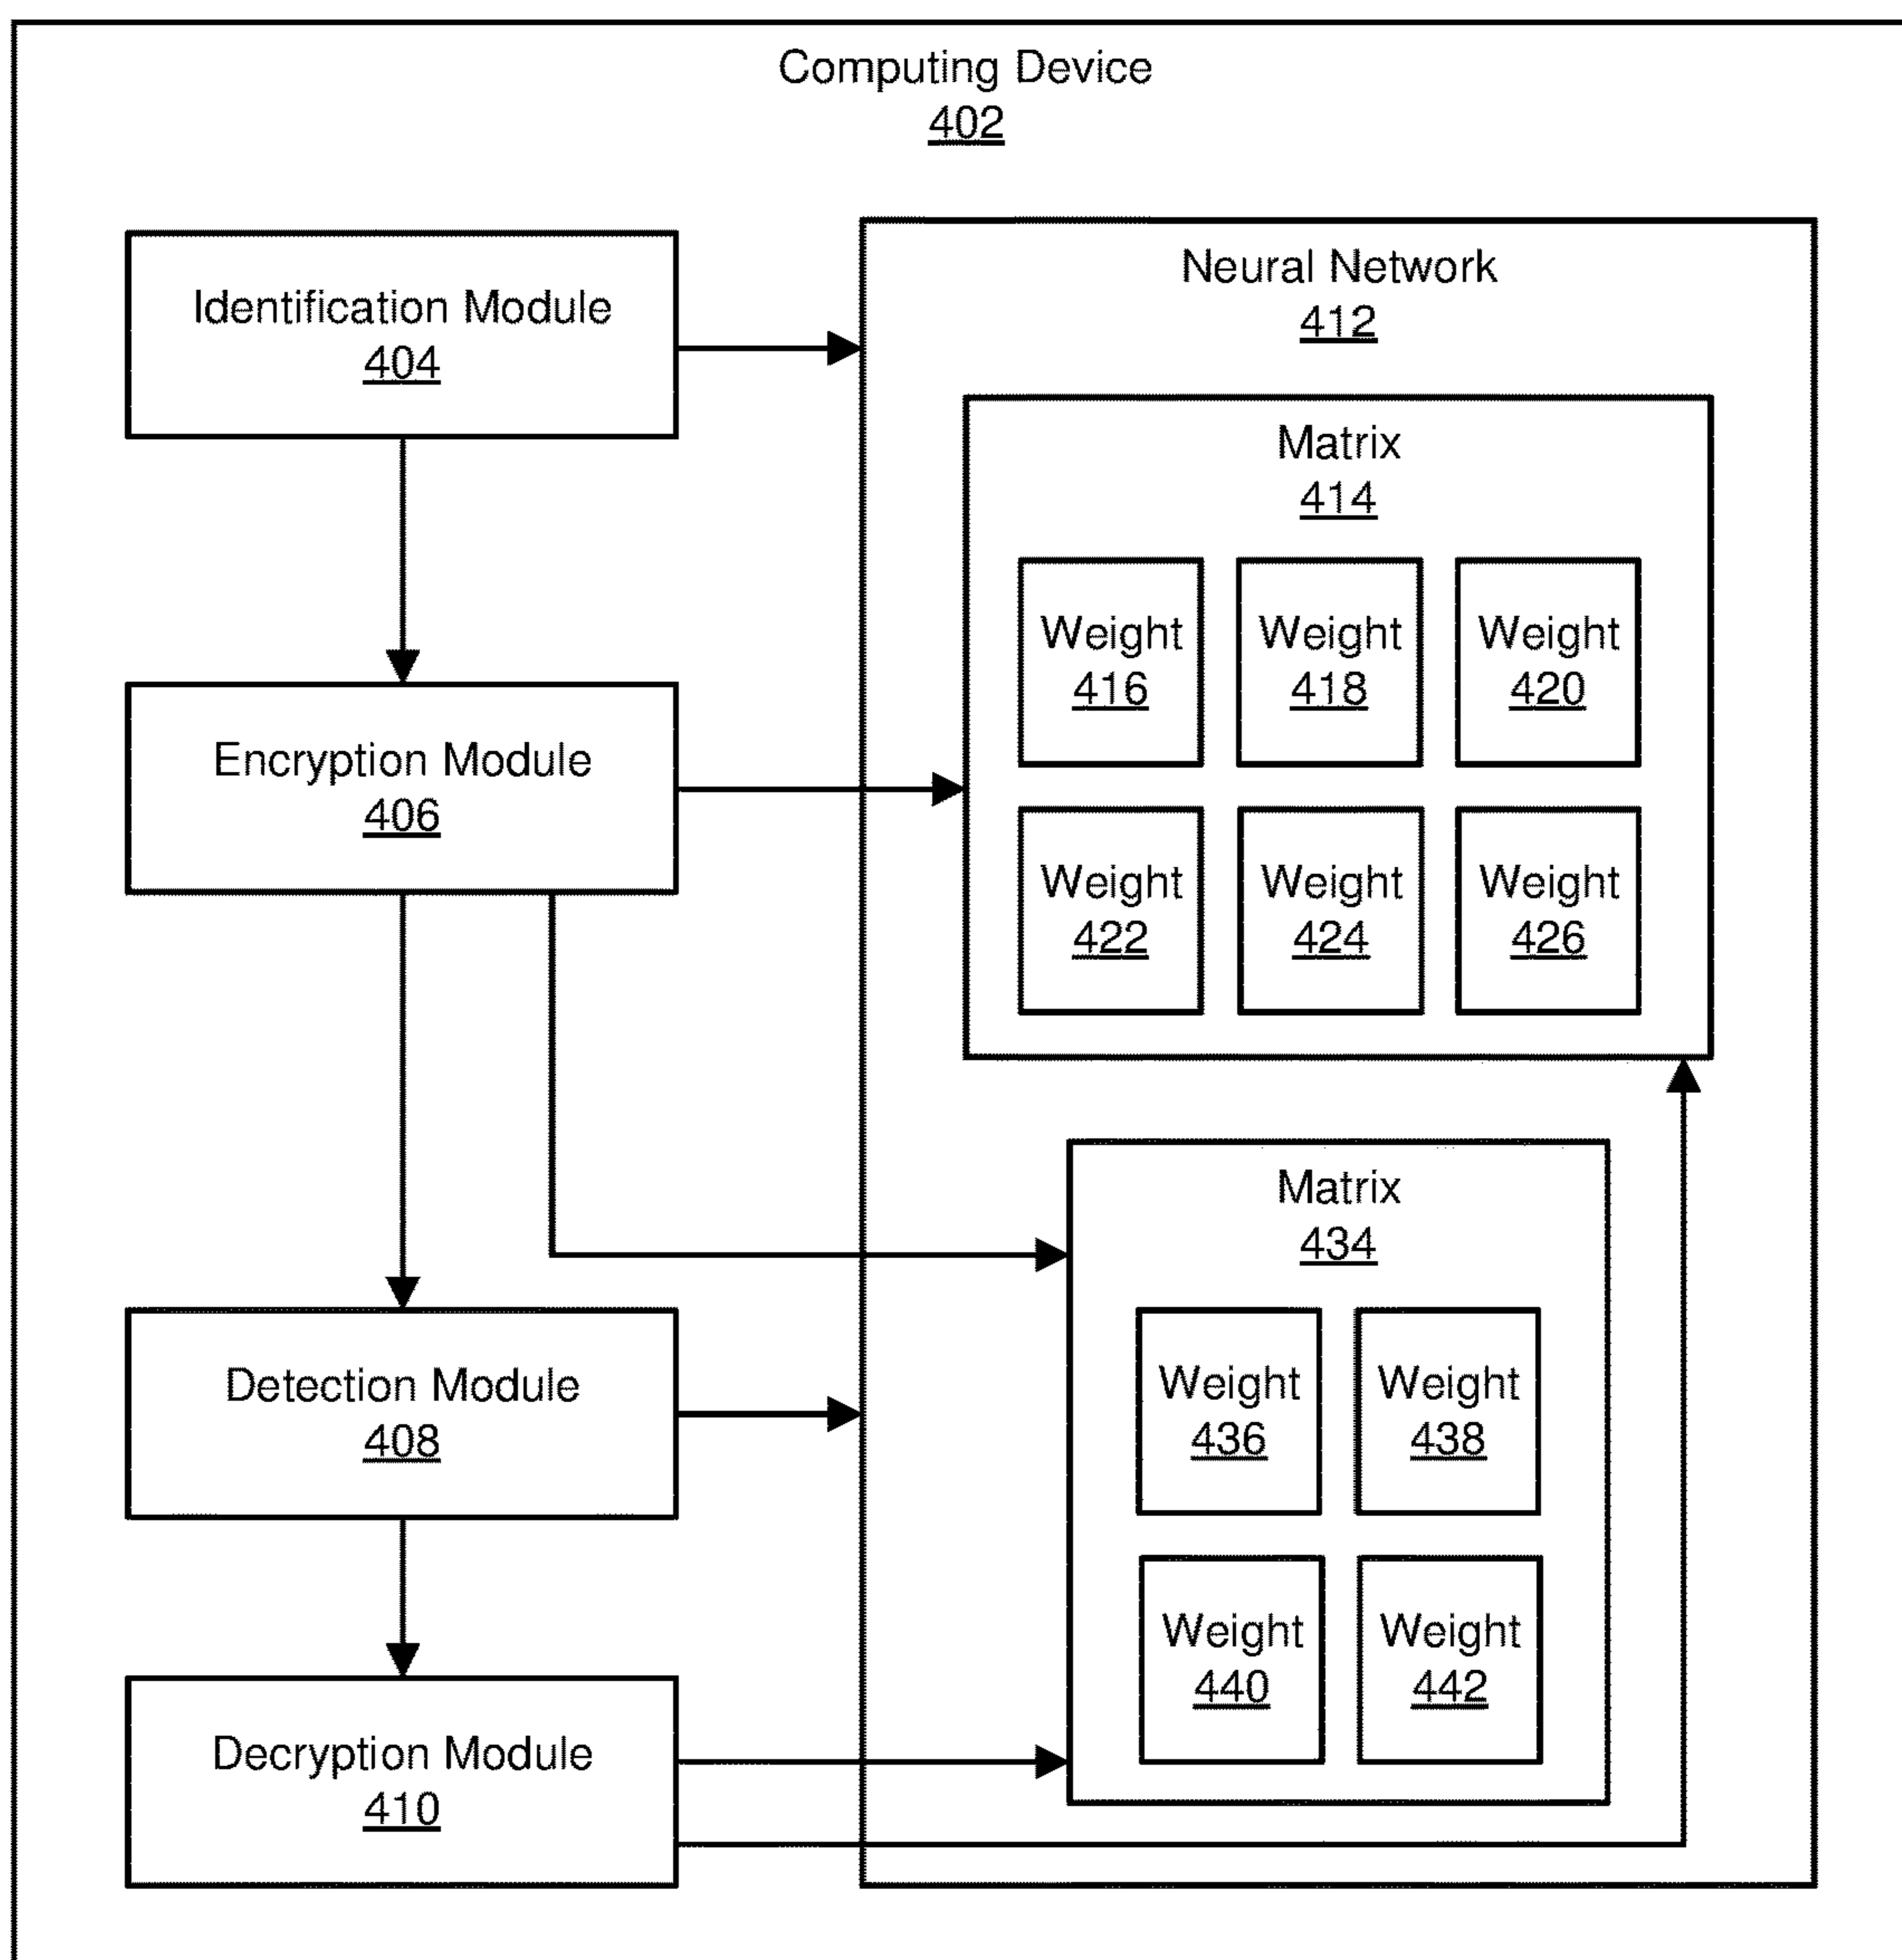 Computing Device
402
Identification Module
404
Encryption Module
406
Detection Module
408
Decryption Module
410
Neural Network
412
Matrix
414
Weight
416
Weight
418
Weight
420
Weight
422
Weight
424
Weight
426
Matrix
434
Weight
436
Weight
438
Weight
440
Weight
442